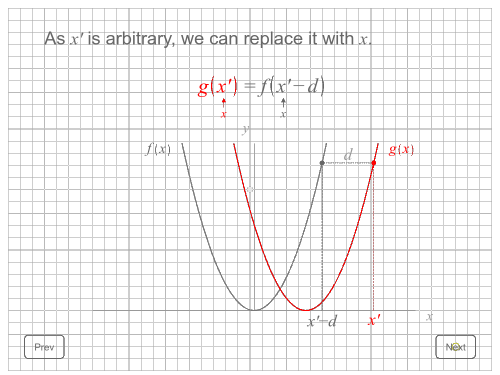 As x′ is arbitrary, we can replace it with x.
g(x′) = f(x′−d)
x x
y
f(x) d g(x)
x′−d x′ x
Prev Next